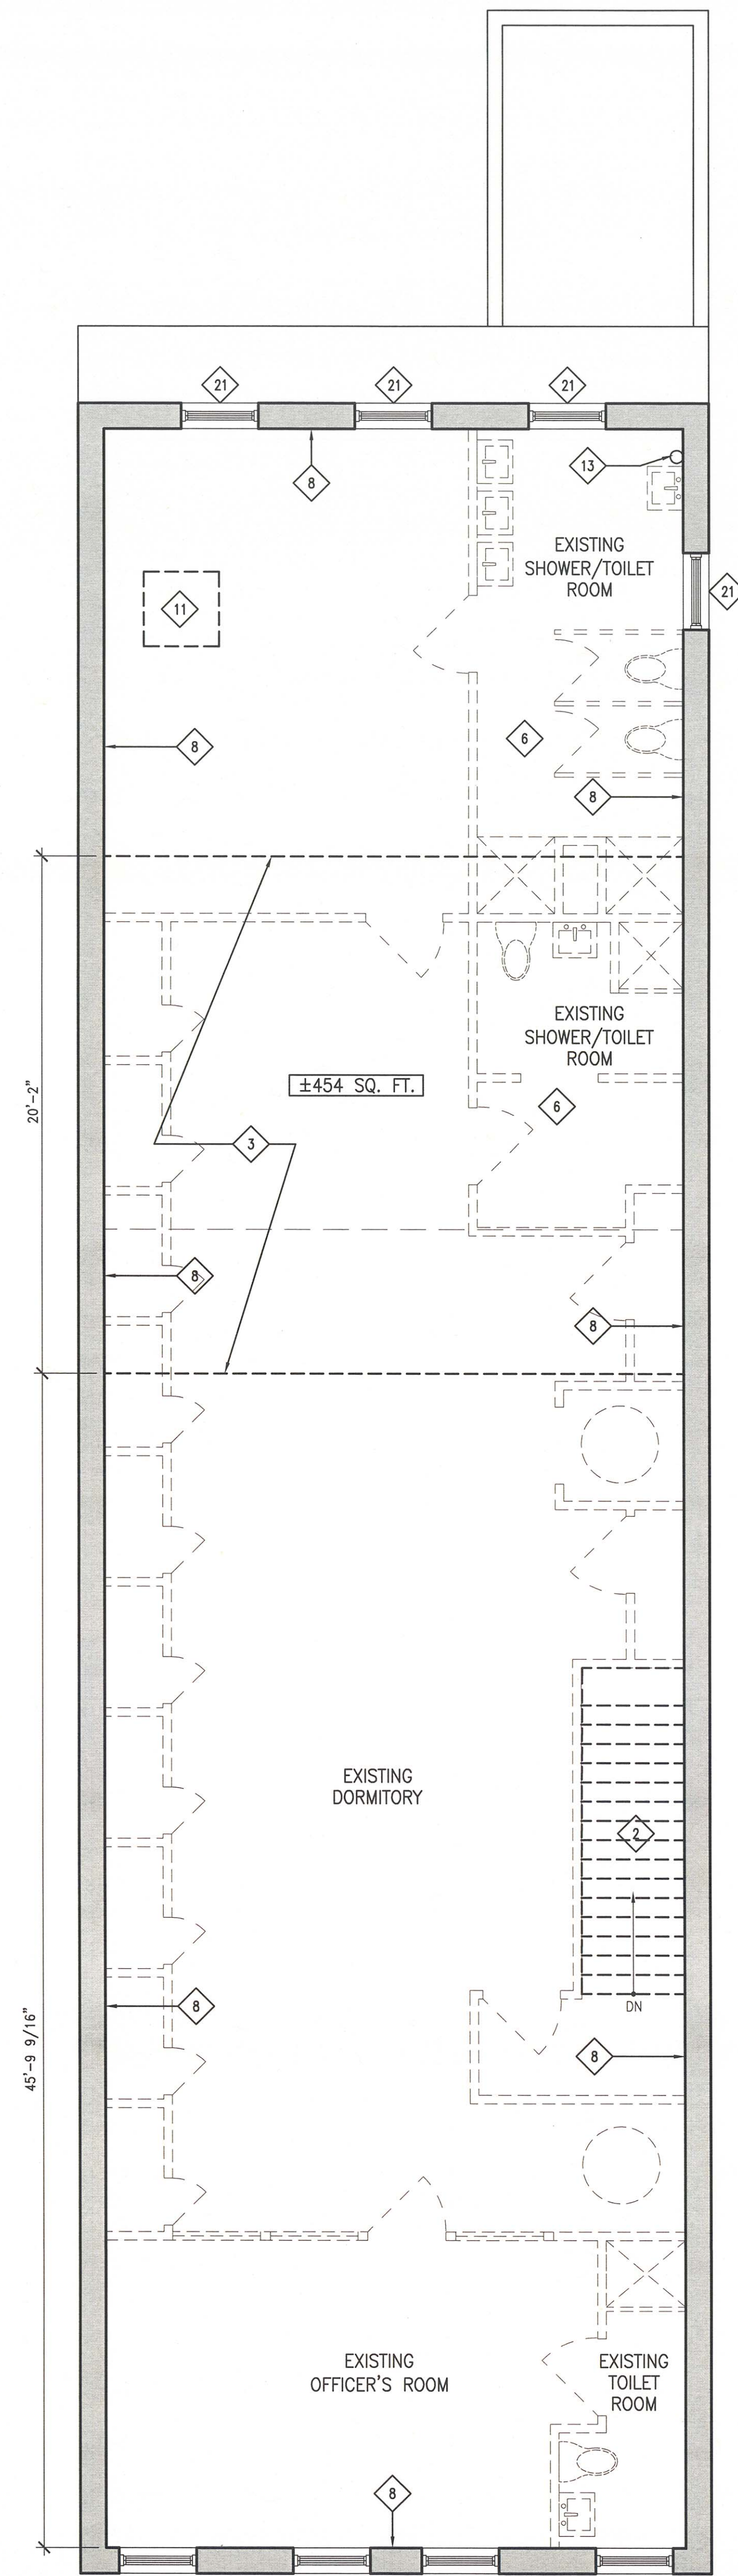 21
21
21
8
13
EXISTING
SHOWER/TOILET
ROOM
21
11
8
6
8
EXISTING
SHOWER/TOILET
ROOM
±454 SQ. FT.
6
20'-2"
3
8
8
EXISTING
DORMITORY
2
DN
8
8
45'-9 9/16"
EXISTING
OFFICER'S ROOM
EXISTING
TOILET
ROOM
8